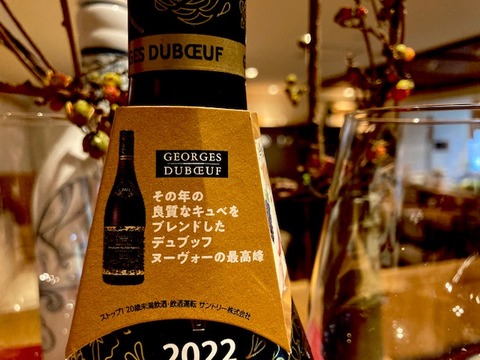 GEORGES DUBŒUF
GEORGES
DUBŒUF
その年の
良質なキュベを
ブレンドした
デュブッフ
ヌーヴォーの最高峰
ストップ!20歳未満飲酒・飲酒運転 サントリー株式会社
2022